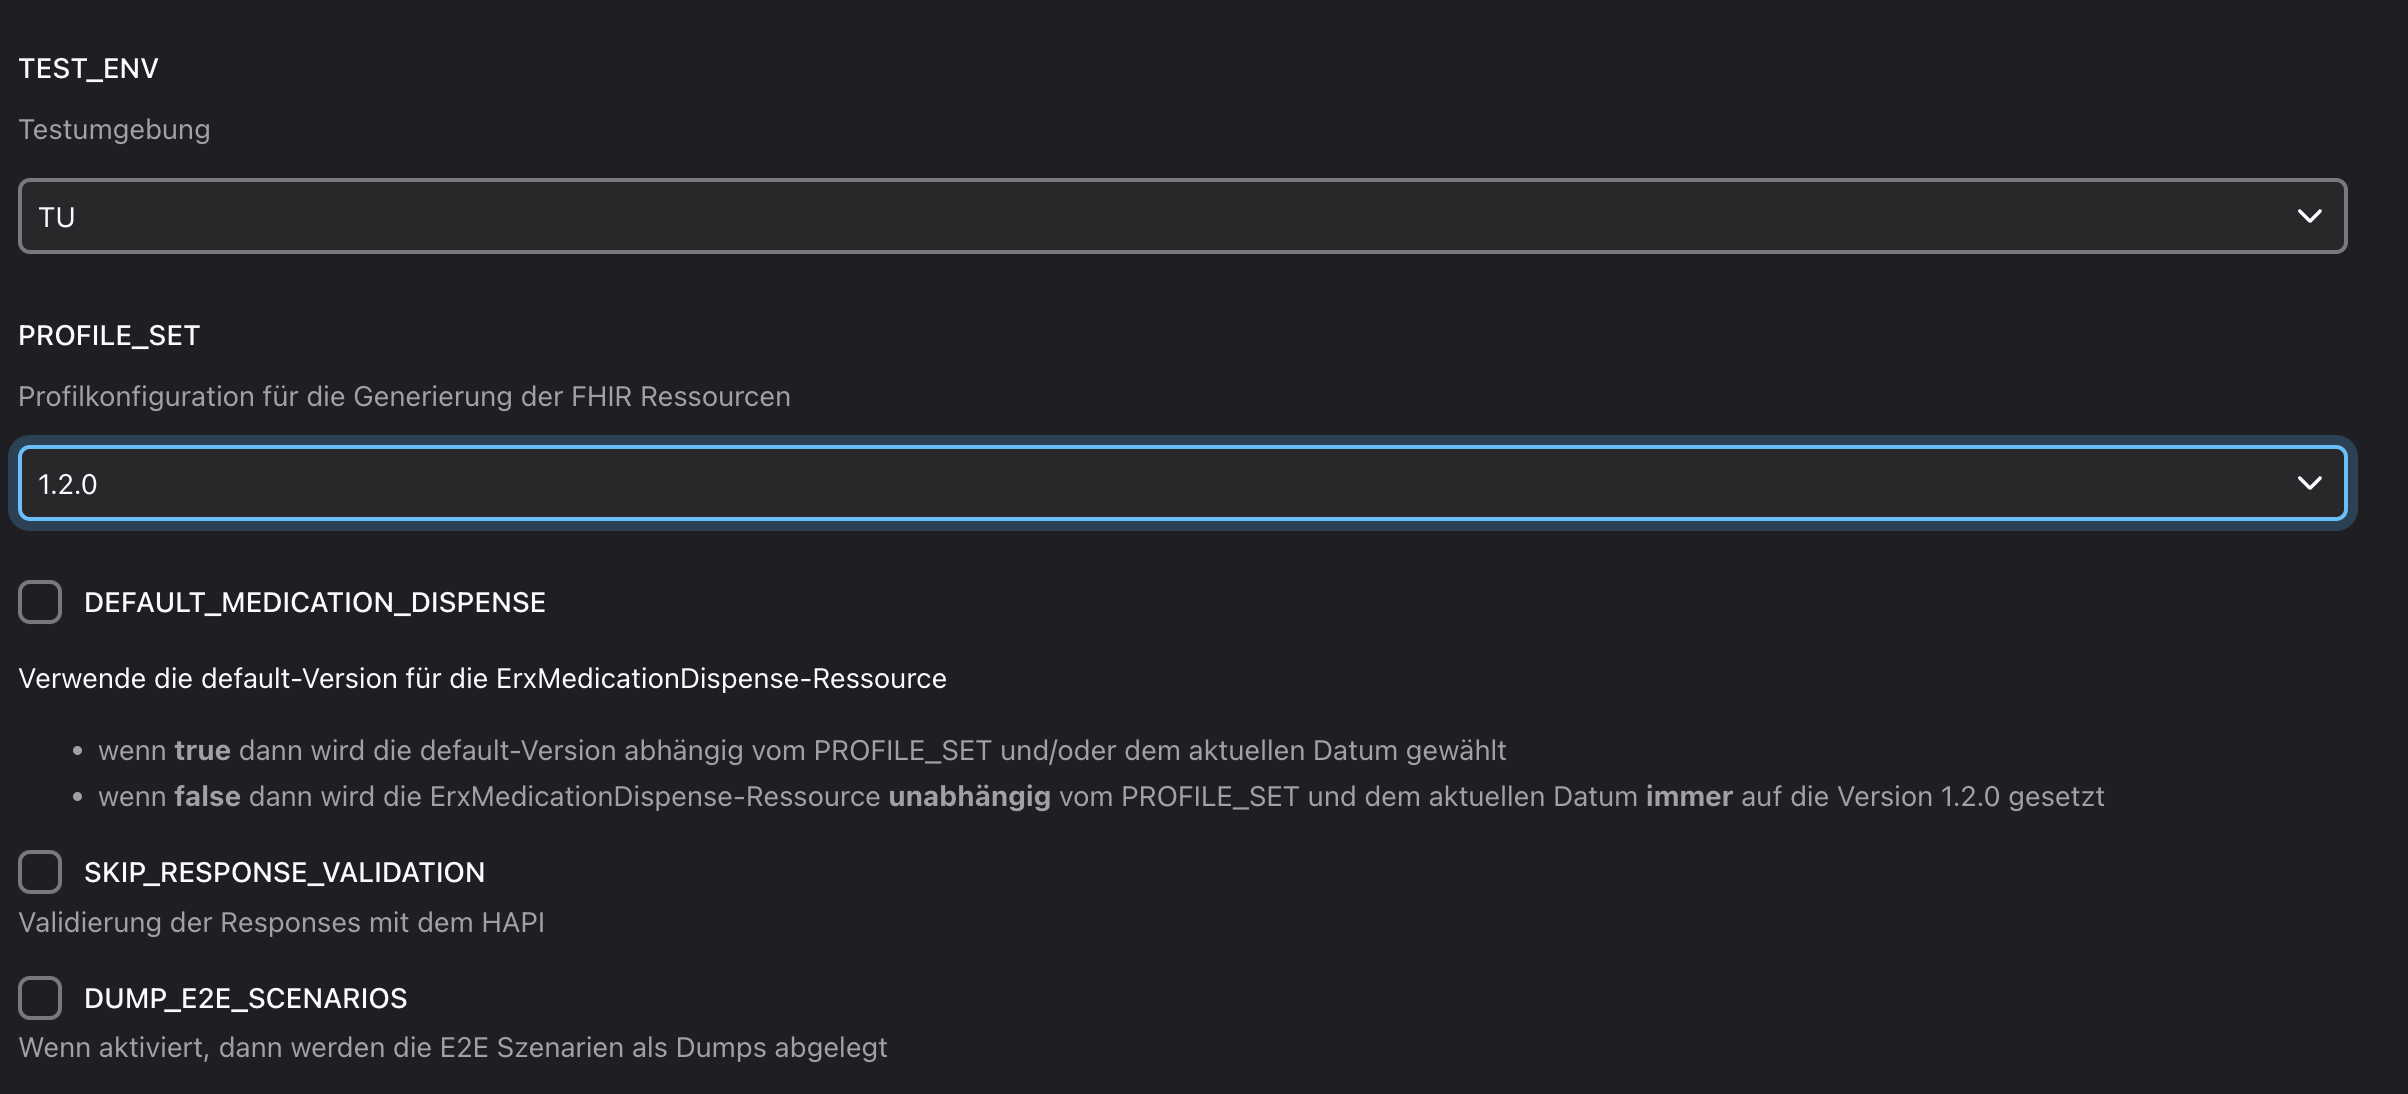 TEST_ENV
Testumgebung
TU
PROFILE_SET
Profilkonfiguration für die Generierung der FHIR Ressourcen
1.2.0
DEFAULT_MEDICATION_DISPENSE
Verwende die default-Version für die ErxMedicationDispense-Ressource
• wenn true dann wird die default-Version abhängig vom PROFILE_SET und/oder dem aktuellen Datum gewählt
• wenn false dann wird die ErxMedicationDispense-Ressource unabhängig vom PROFILE_SET und dem aktuellen Datum immer auf die Version 1.2.0 gesetzt
SKIP_RESPONSE_VALIDATION
Validierung der Responses mit dem HAPI
DUMP_E2E_SCENARIOS
Wenn aktiviert, dann werden die E2E Szenarien als Dumps abgelegt